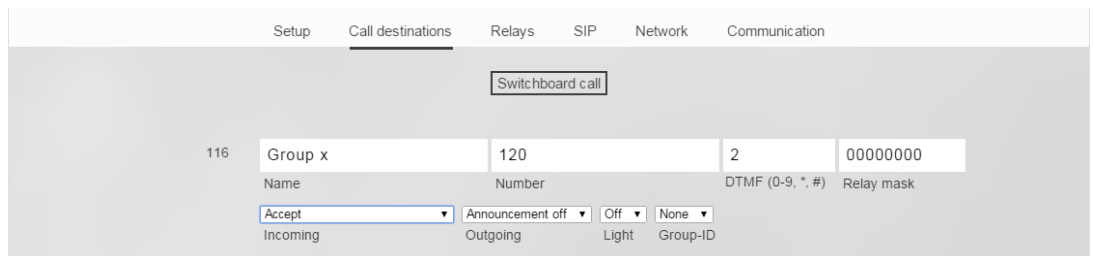 Setup Call destinations Relays SIP Network Communication
Switchboard call
116 Group x 120 2 00000000
Name Number DTMF (0-9, *, #) Relay mask
Accept Announcement off Off None
Incoming Outgoing Light Group-ID